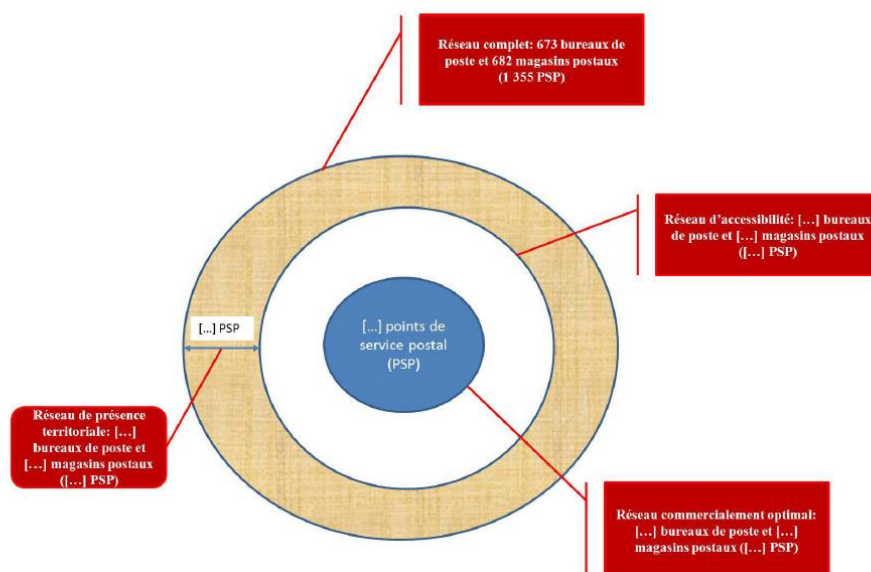 Réseau complet: 673 bureaux de
poste et 682 magasins postaux
(1 355 PSP)
Réseau d'accessibilité: […] bureaux
de poste et […] magasins postaux
([…] PSP)
[…] PSP
[…] points de
service postal
(PSP)
Réseau de présence
territoriale: […]
bureaux de poste et
[…] magasins postaux
([…] PSP)
Réseau commercialement optimal:
[…] bureaux de poste et […]
magasins postaux ([…] PSP)